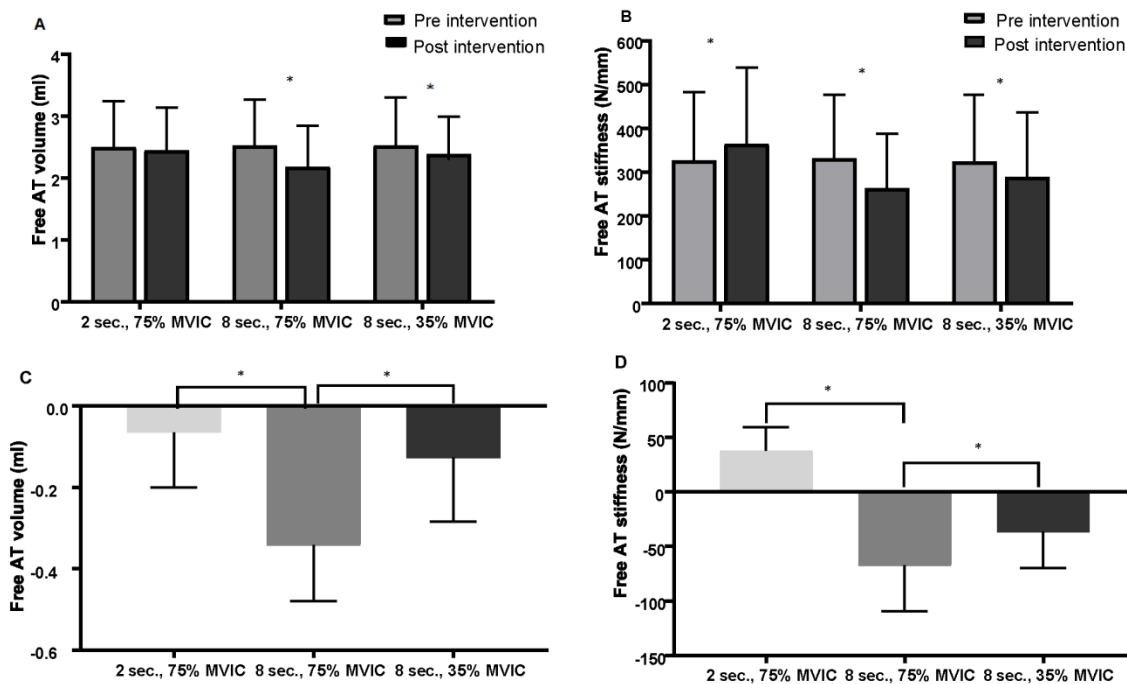 A
Pre intervention
Post intervention
Free AT volume (ml)
4
3
2
1
0
*
*
2 sec., 75% MVIC 8 sec., 75% MVIC 8 sec., 35% MVIC
B
Pre intervention
Post intervention
Free AT stiffness (N/mm)
600
500
400
300
200
100
0
*
*
*
2 sec., 75% MVIC 8 sec., 75% MVIC 8 sec., 35% MVIC
C
Free AT volume (ml)
0.0
-0.2
-0.4
-0.6
*
*
2 sec., 75% MVIC 8 sec., 75% MVIC 8 sec., 35% MVIC
D
Free AT stiffness (N/mm)
100
50
0
-50
-100
-150
*
*
2 sec., 75% MVIC 8 sec., 75% MVIC 8 sec., 35% MVIC